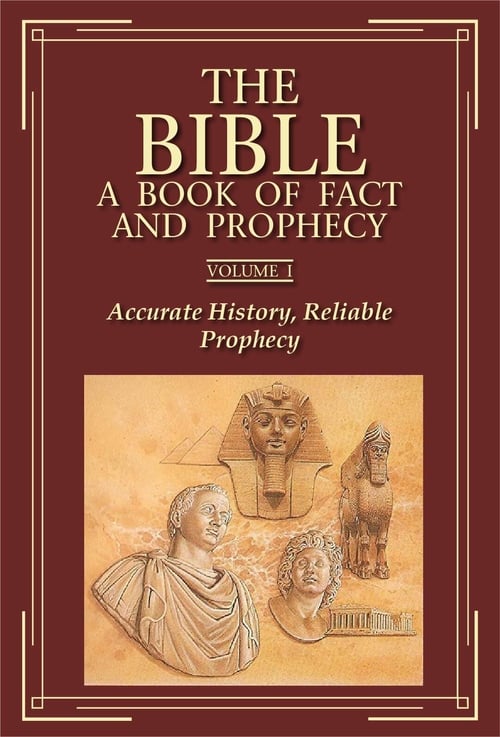 THE
BIBLE
A BOOK OF FACT
AND PROPHECY
VOLUME I
Accurate History, Reliable
Prophecy